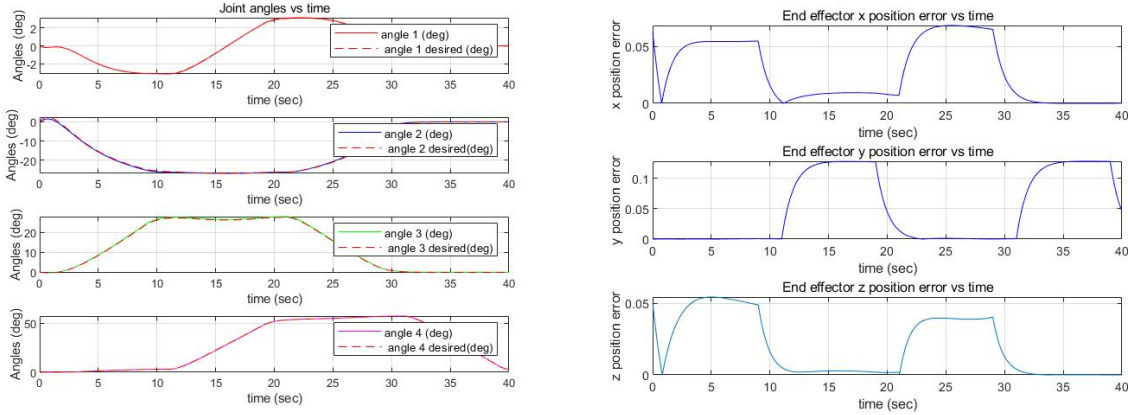 Joint angles vs time
Angles (deg)
2
0
-2
angle 1 (deg)
angle 1 desired (deg)
0 5 10 15 20 25 30 35 40
time (sec)
Angles (deg)
0
-10
-20
angle 2 (deg)
angle 2 desired(deg)
0 5 10 15 20 25 30 35 40
time (sec)
Angles (deg)
20
0
angle 3 (deg)
angle 3 desired(deg)
0 5 10 15 20 25 30 35 40
time (sec)
Angles (deg)
50
0
angle 4 (deg)
angle 4 desired(deg)
0 5 10 15 20 25 30 35 40
time (sec)
End effector x position error vs time
x position error
0.05
0
0 5 10 15 20 25 30 35 40
time (sec)
End effector y position error vs time
y position error
0.1
0.05
0
0 5 10 15 20 25 30 35 40
time (sec)
End effector z position error vs time
z position error
0.05
0
0 5 10 15 20 25 30 35 40
time (sec)